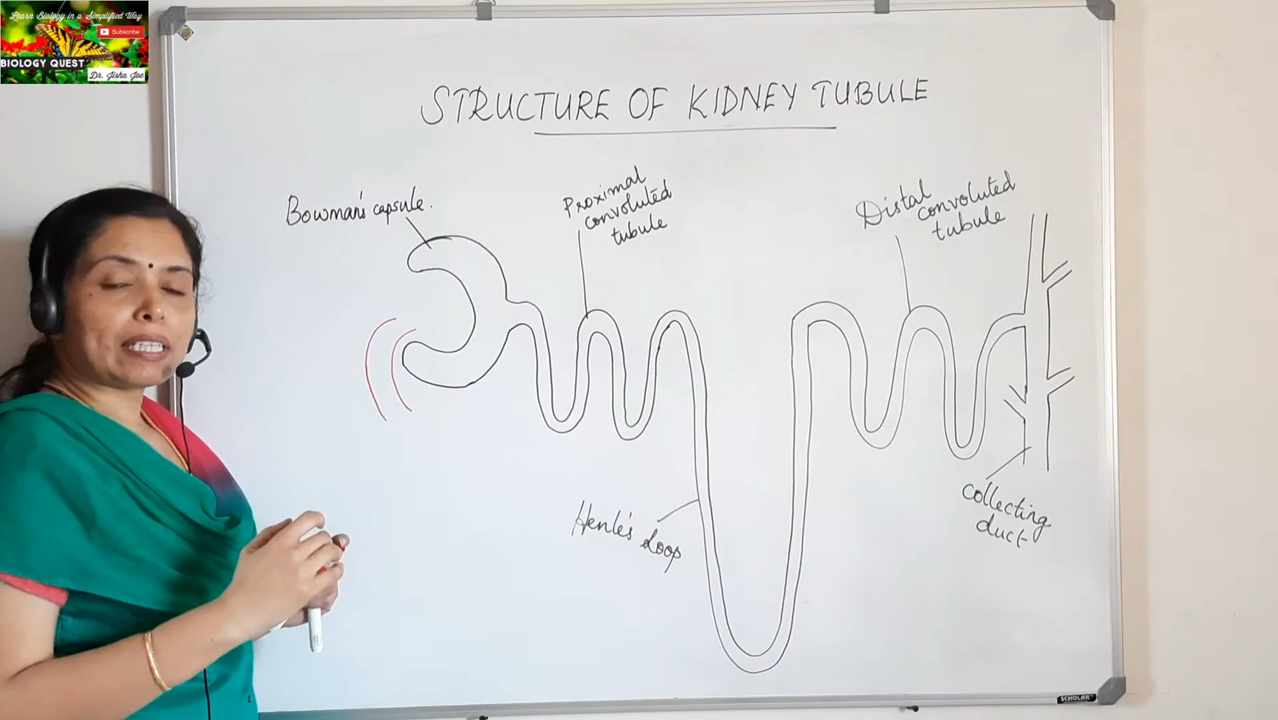 Learn Biology in a Simplified Way
Subscribe
BIOLOGY QUEST
Dr. Jisha Jae
STRUCTURE OF KIDNEY TUBULE
Bowman's capsule.
Proximal
convoluted
tubule
Distal convoluted
tubule
Henle's Loop
Collecting
duct
SCHOLAR